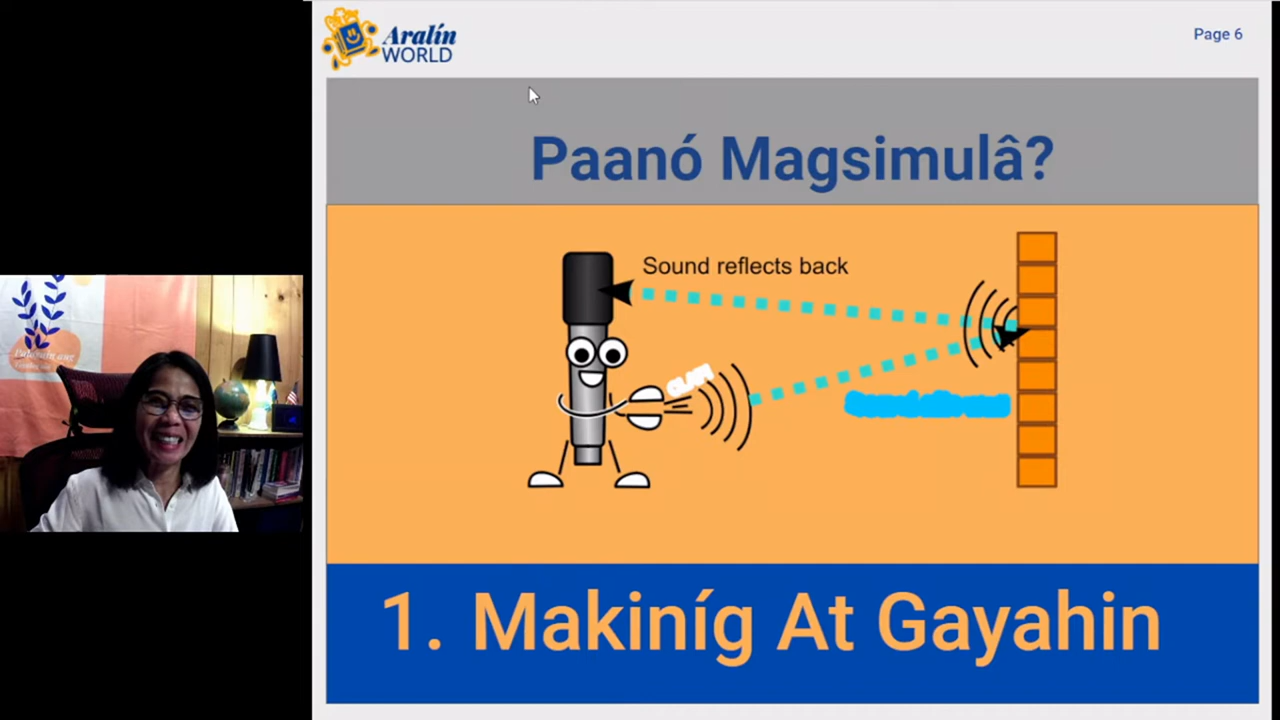 Aralín
WORLD
Page 6
Paanó Magsimulâ?
Sound reflects back
1. Makiníg At Gayahin